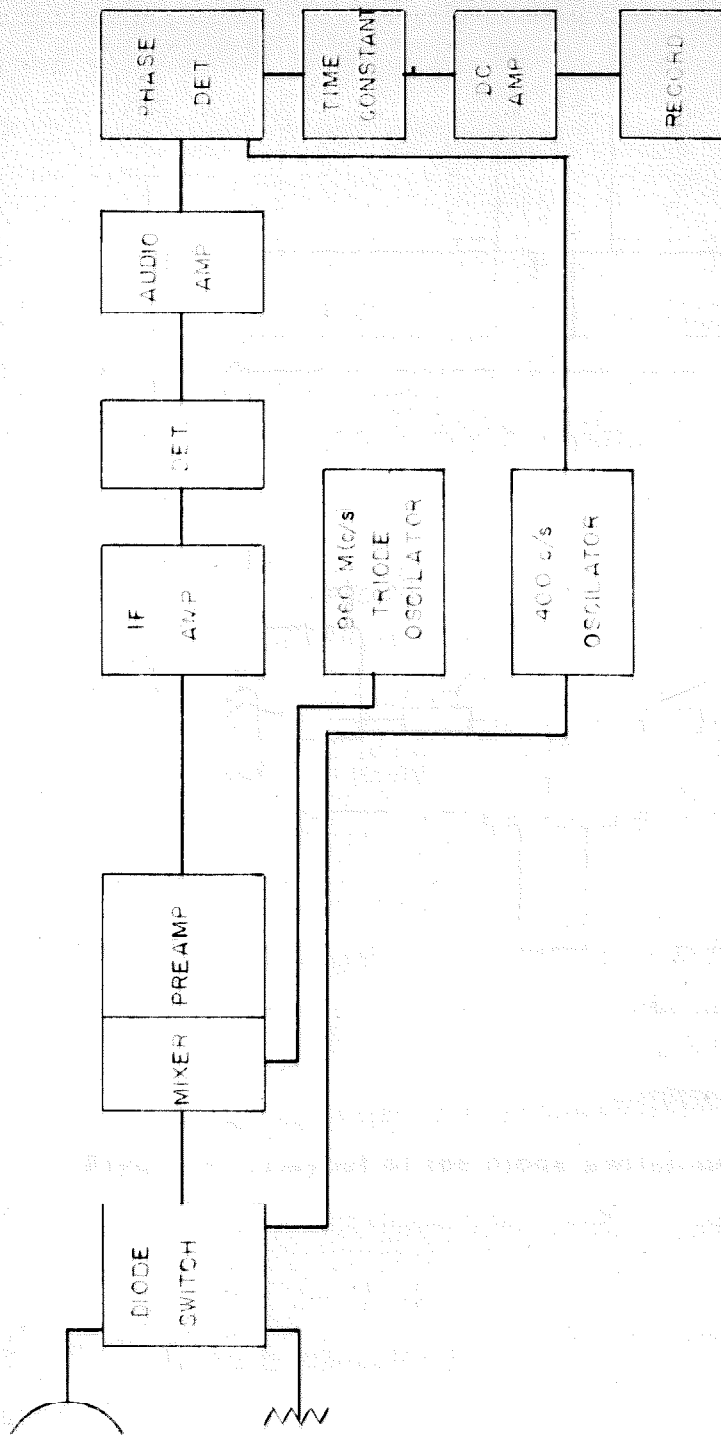 DIODE
SWITCH
MIXER
PREAMP
IF
AMP
DET.
AUDIO
AMP
PHASE
DET
TIME
CONSTANT
DC
AMP
RECORD
960 M(c/s)
TRIODE
OSCILATOR
400 c/s
OSCILATOR